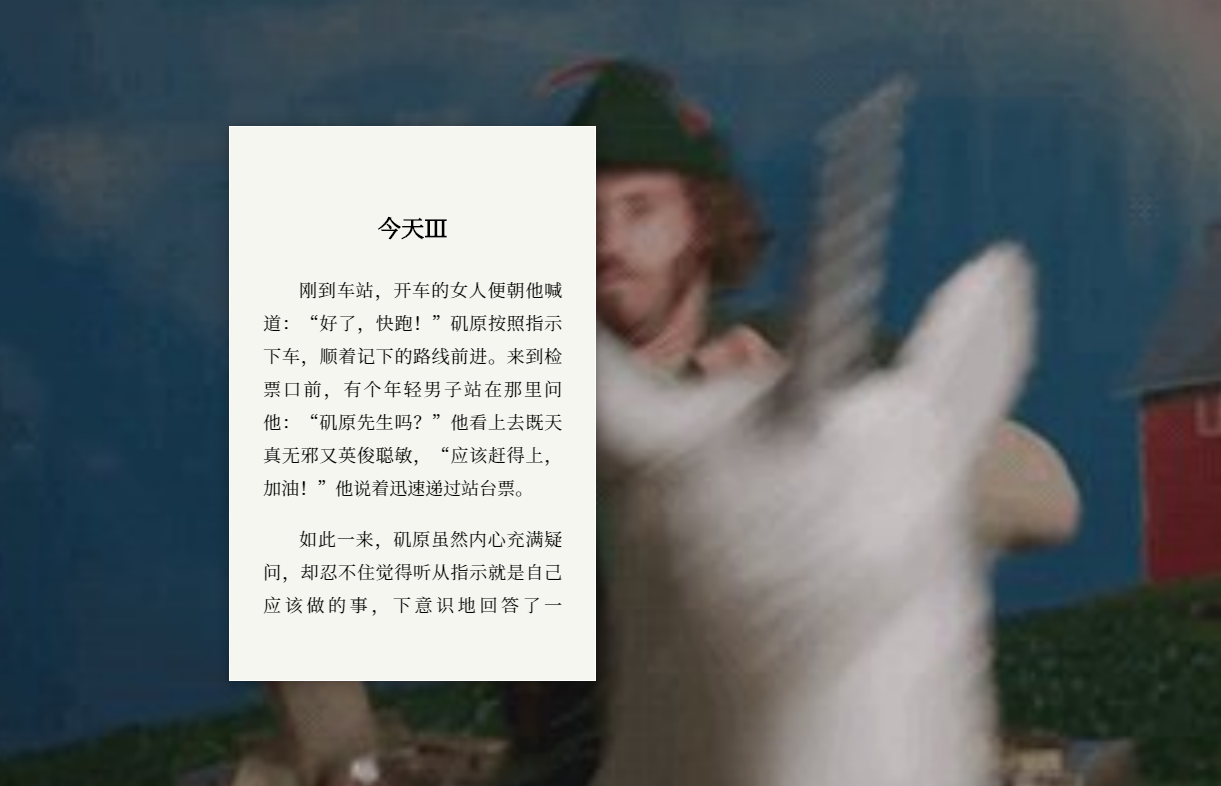 今天Ⅲ
刚到车站，开车的女人便朝他喊
道：“好了，快跑！”矶原按照指示
下车，顺着记下的路线前进。来到检
票口前，有个年轻男子站在那里问
他：“矶原先生吗？”他看上去既天
真无邪又英俊聪敏，“应该赶得上，
加油！”他说着迅速递过站台票。
如此一来，矶原虽然内心充满疑
问，却忍不住觉得听从指示就是自己
应该做的事，下意识地回答了一